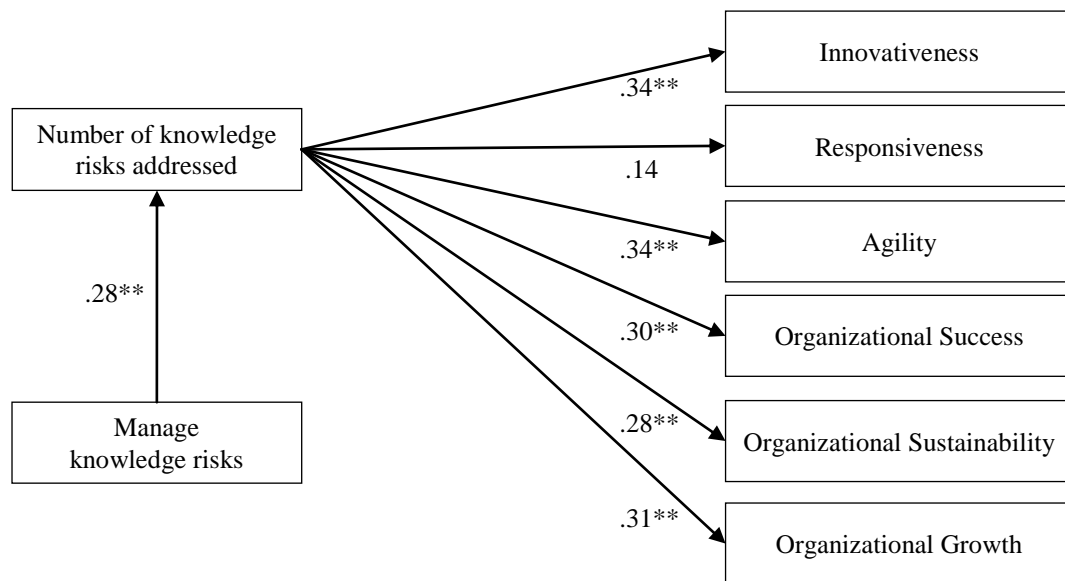 Innovativeness
.34**
Number of knowledge
risks addressed
Responsiveness
.14
Agility
.34**
.28**
Organizational Success
.30**
Manage
knowledge risks
.28**
Organizational Sustainability
.31**
Organizational Growth